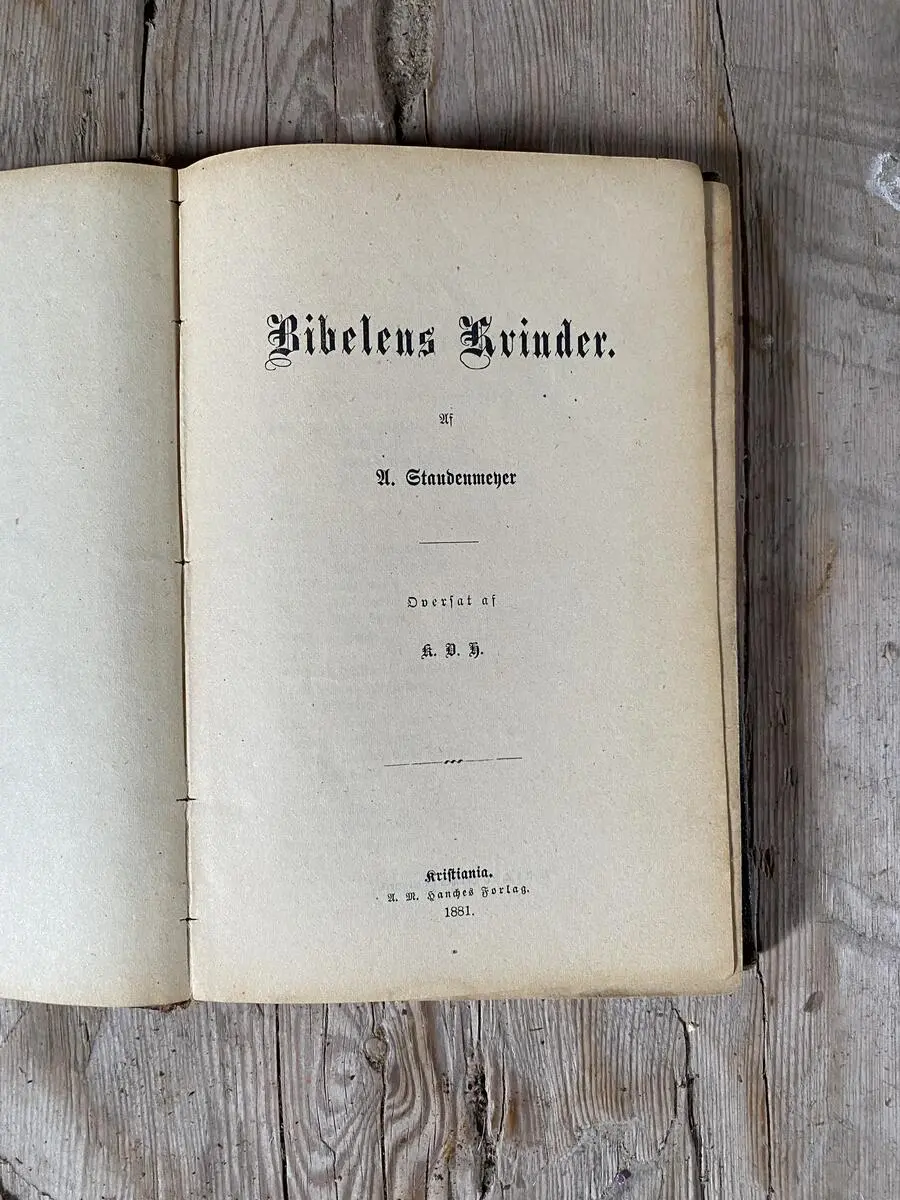 Bibelens Kvinder.
Af
A. Staudenmeyer
Oversat af
K. D. H.
Kristiania.
A. M. Hanches Forlag.
1881.